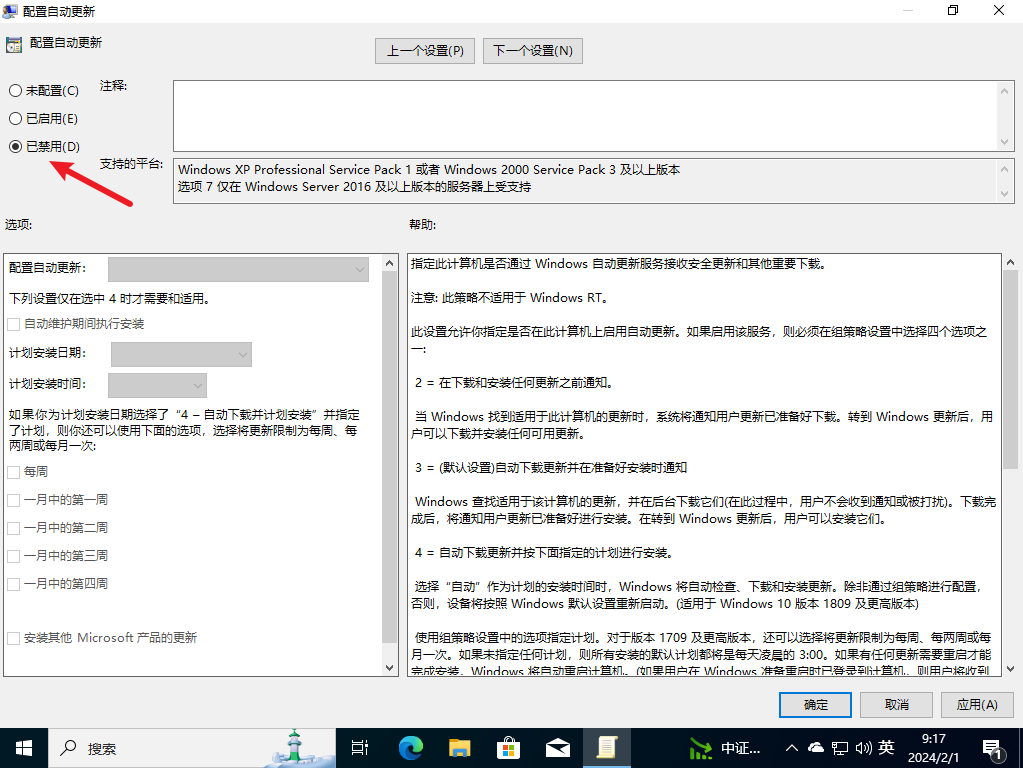 配置自动更新
配置自动更新
上一个设置(P)
下一个设置(N)
未配置(C)
注释:
已启用(E)
已禁用(D)
支持的平台:
Windows XP Professional Service Pack 1 或者 Windows 2000 Service Pack 3 及以上版本
选项 7 仅在 Windows Server 2016 及以上版本的服务器上受支持
选项:
帮助:
配置自动更新:
下列设置仅在选中 4 时才需要和适用。
自动维护期间执行安装
计划安装日期:
计划安装时间:
如果你为计划安装日期选择了“4 – 自动下载并计划安装”并指定
了计划，则你还可以使用下面的选项，选择将更新限制为每周、每
两周或每月一次:
每周
一月中的第一周
一月中的第二周
一月中的第三周
一月中的第四周
安装其他 Microsoft 产品的更新
指定此计算机是否通过 Windows 自动更新服务接收安全更新和其他重要下载。
注意: 此策略不适用于 Windows RT。
此设置允许你指定是否在此计算机上启用自动更新。如果启用该服务，则必须在组策略设置中选择四个选项之
一:
2 = 在下载和安装任何更新之前通知。
当 Windows 找到适用于此计算机的更新时，系统将通知用户更新已准备好下载。转到 Windows 更新后，用
户可以下载并安装任何可用更新。
3 = (默认设置)自动下载更新并在准备好安装时通知
Windows 查找适用于该计算机的更新，并在后台下载它们(在此过程中，用户不会收到通知或被打扰)。下载完
成后，将通知用户更新已准备好进行安装。在转到 Windows 更新后，用户可以安装它们。
4 = 自动下载更新并按下面指定的计划进行安装。
选择“自动”作为计划的安装时间时，Windows 将自动检查、下载和安装更新。除非通过组策略进行配置，
否则，设备将按照 Windows 默认设置重新启动。(适用于 Windows 10 版本 1809 及更高版本)
使用组策略设置中的选项指定计划。对于版本 1709 及更高版本，还可以选择将更新限制为每周、每两周或每
月一次。如果未指定任何计划，则所有安装的默认计划都将是每天凌晨的 3:00。如果有任何更新需要重启才能
完成安装，Windows 将自动重启计算机。(如果用户在 Windows 准备重启时已登录到计算机，则用户将收到
确定
取消
应用(A)
搜索
中证...
英
9:17
2024/2/1
1